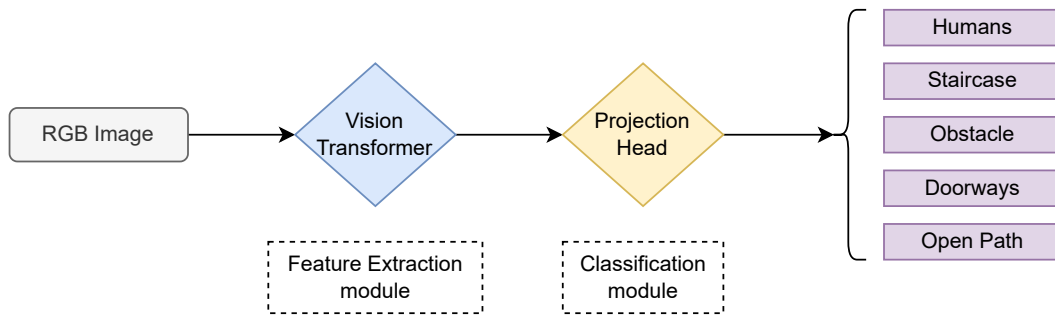 RGB Image
Vision
Transformer
Projection
Head
Humans
Staircase
Obstacle
Doorways
Open Path
Feature Extraction
module
Classification
module